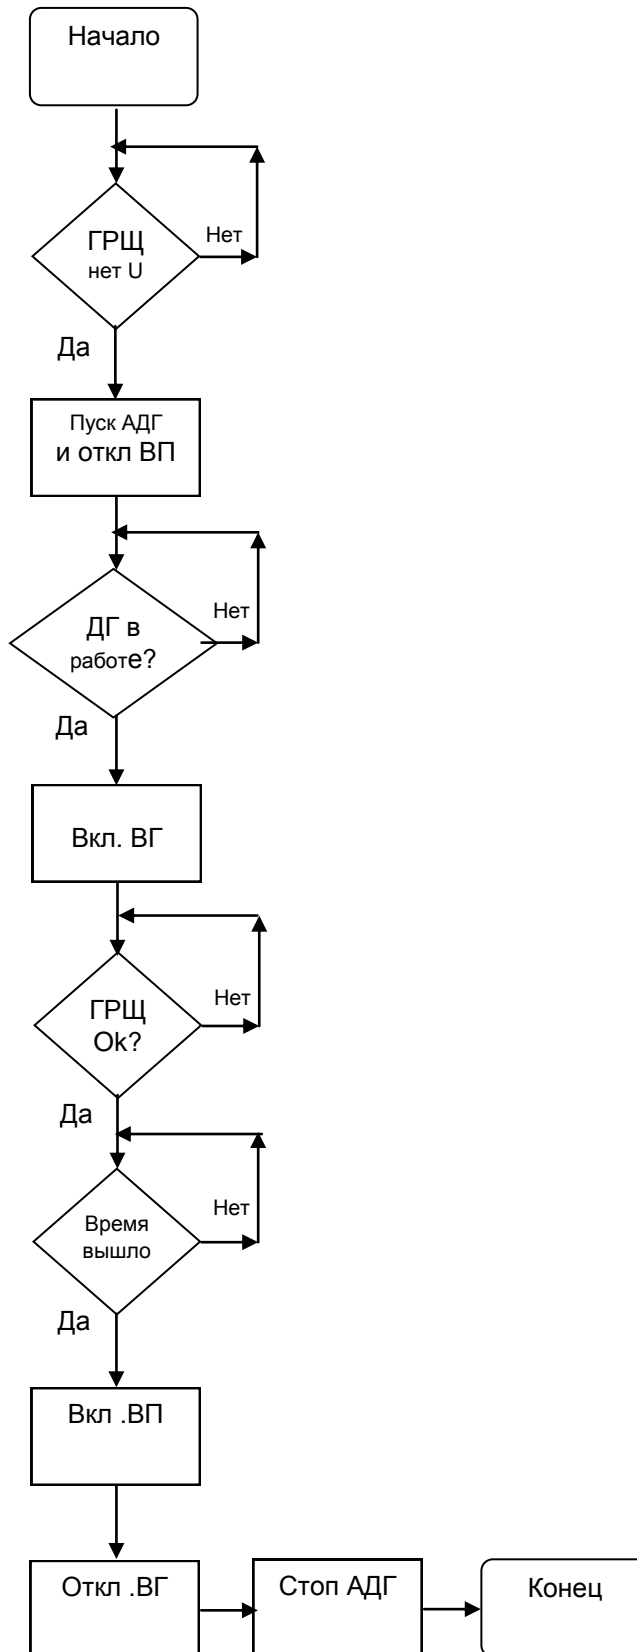 Начало
ГРЩ
нет U
Нет
Да
Пуск АДГ
и откл ВП
ДГ в
работе?
Нет
Да
Вкл. ВГ
ГРЩ
Ok?
Нет
Да
Время
вышло
Нет
Да
Вкл .ВП
Откл .ВГ
Стоп АДГ
Конец